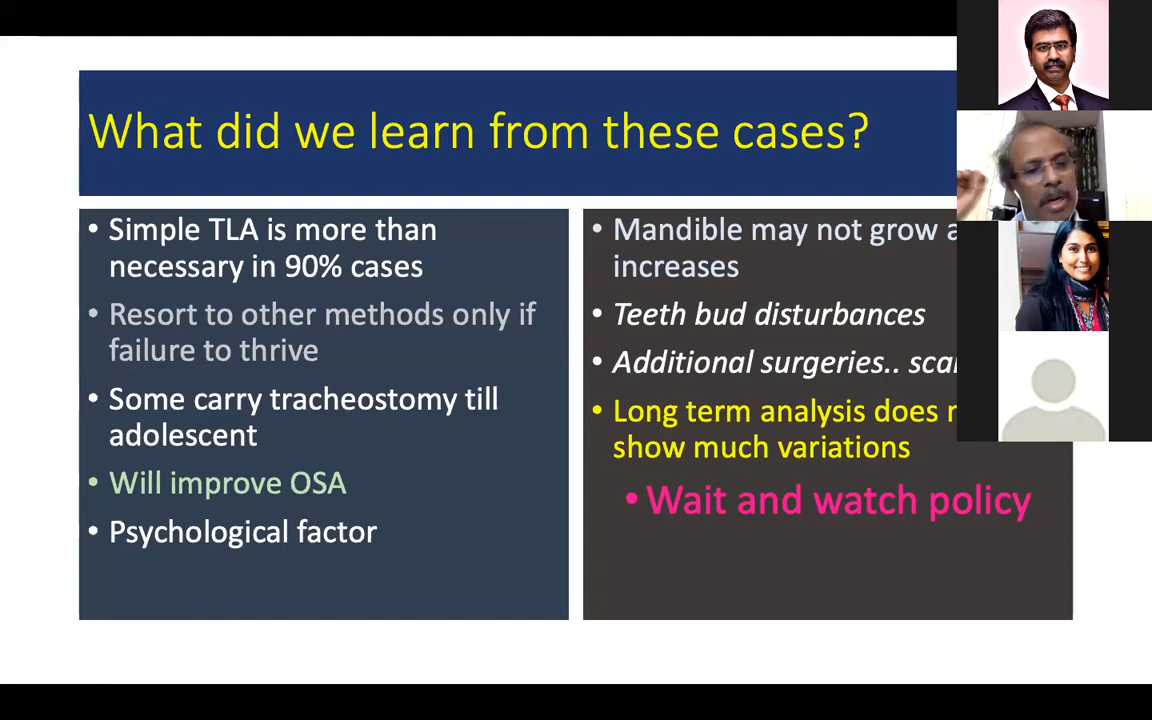 What did we learn from these cases?
• Simple TLA is more than
necessary in 90% cases
• Resort to other methods only if
failure to thrive
• Some carry tracheostomy till
adolescent
• Will improve OSA
• Psychological factor
• Mandible may not grow
increases
• Teeth bud disturbances
• Additional surgeries..
• Long term analysis does
show much variations
• Wait and watch policy